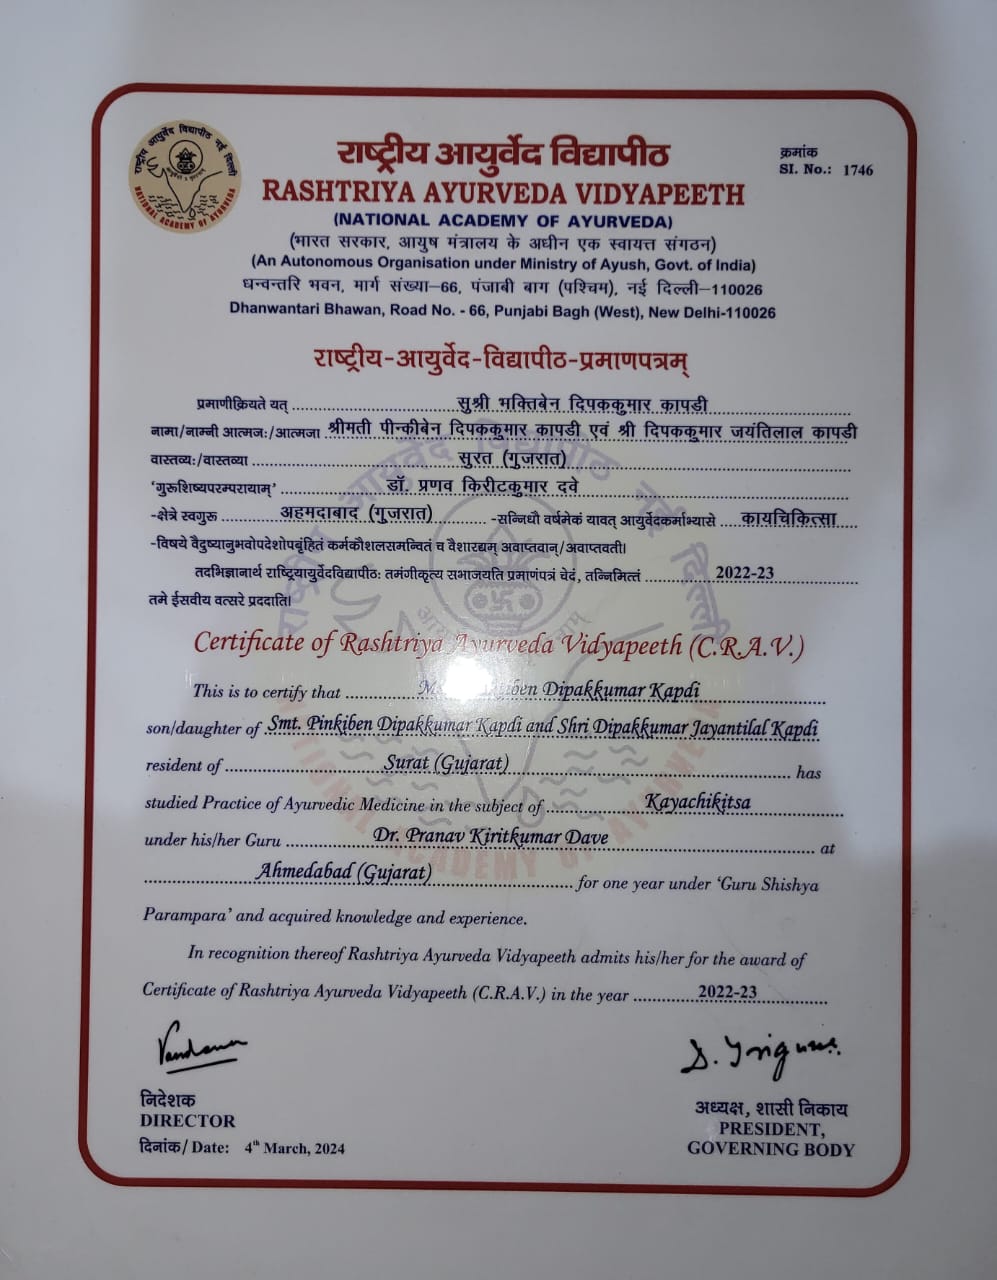 राष्ट्रीय आयुर्वेद विद्यापीठ नई दिल्ली
NATIONAL ACADEMY OF AYURVEDA
राष्ट्रीय आयुर्वेद विद्यापीठ
क्रमांक
SI. No.: 1746
RASHTRIYA AYURVEDA VIDYAPEETH
(NATIONAL ACADEMY OF AYURVEDA)
(भारत सरकार, आयुष मंत्रालय के अधीन एक स्वायत्त संगठन)
(An Autonomous Organisation under Ministry of Ayush, Govt. of India)
धन्वन्तरि भवन, मार्ग संख्या–66, पंजाबी बाग (पश्चिम), नई दिल्ली–110026
Dhanwantari Bhawan, Road No. - 66, Punjabi Bagh (West), New Delhi-110026
राष्ट्रीय-आयुर्वेद-विद्यापीठ-प्रमाणपत्रम्
प्रमाणीक्रियते यत् सुश्री भक्तिबेन दिपककुमार कापडी
नामा/नाम्नी आत्मजः/आत्मजा श्रीमती पीन्कीबेन दिपककुमार कापडी एवं श्री दिपककुमार जयंतिलाल कापडी
वास्तव्यः/वास्तव्या सुरत (गुजरात)
'गुरूशिष्यपरम्परायाम्' डॉ. प्रणव किरीटकुमार दवे
-क्षेत्रे स्वगुरू अहमदाबाद (गुजरात) -सन्निधौ वर्षमेकं यावत् आयुर्वेदकर्माभ्यासे कायचिकित्सा
-विषये वैदुष्यानुभवोपदेशोपबृंहितं कर्मकौशलसमन्वितं च वैशारद्यम् अवाप्तवान्/अवाप्तवती।
तदभिज्ञानार्थ राष्ट्रियायुर्वेदविद्यापीठः तमंगीकृत्य सभाजयति प्रमाणंपत्रं चेदं, तन्निमित्तं 2022-23
तमे ईसवीय वत्सरे प्रददाति।
Certificate of Rashtriya Ayurveda Vidyapeeth (C.R.A.V.)
This is to certify that Dipakkumar Kapdi
son/daughter of Smt. Pinkiben Dipakkumar Kapdi and Shri Dipakkumar Jayantilal Kapdi
resident of Surat (Gujarat) has
studied Practice of Ayurvedic Medicine in the subject of Kayachikitsa
under his/her Guru Dr. Pranav Kiritkumar Dave at
Ahmedabad (Gujarat) for one year under 'Guru Shishya
Parampara' and acquired knowledge and experience.
In recognition thereof Rashtriya Ayurveda Vidyapeeth admits his/her for the award of
Certificate of Rashtriya Ayurveda Vidyapeeth (C.R.A.V.) in the year 2022-23
निदेशक
DIRECTOR
दिनांक/ Date: 4th March, 2024
अध्यक्ष, शासी निकाय
PRESIDENT,
GOVERNING BODY